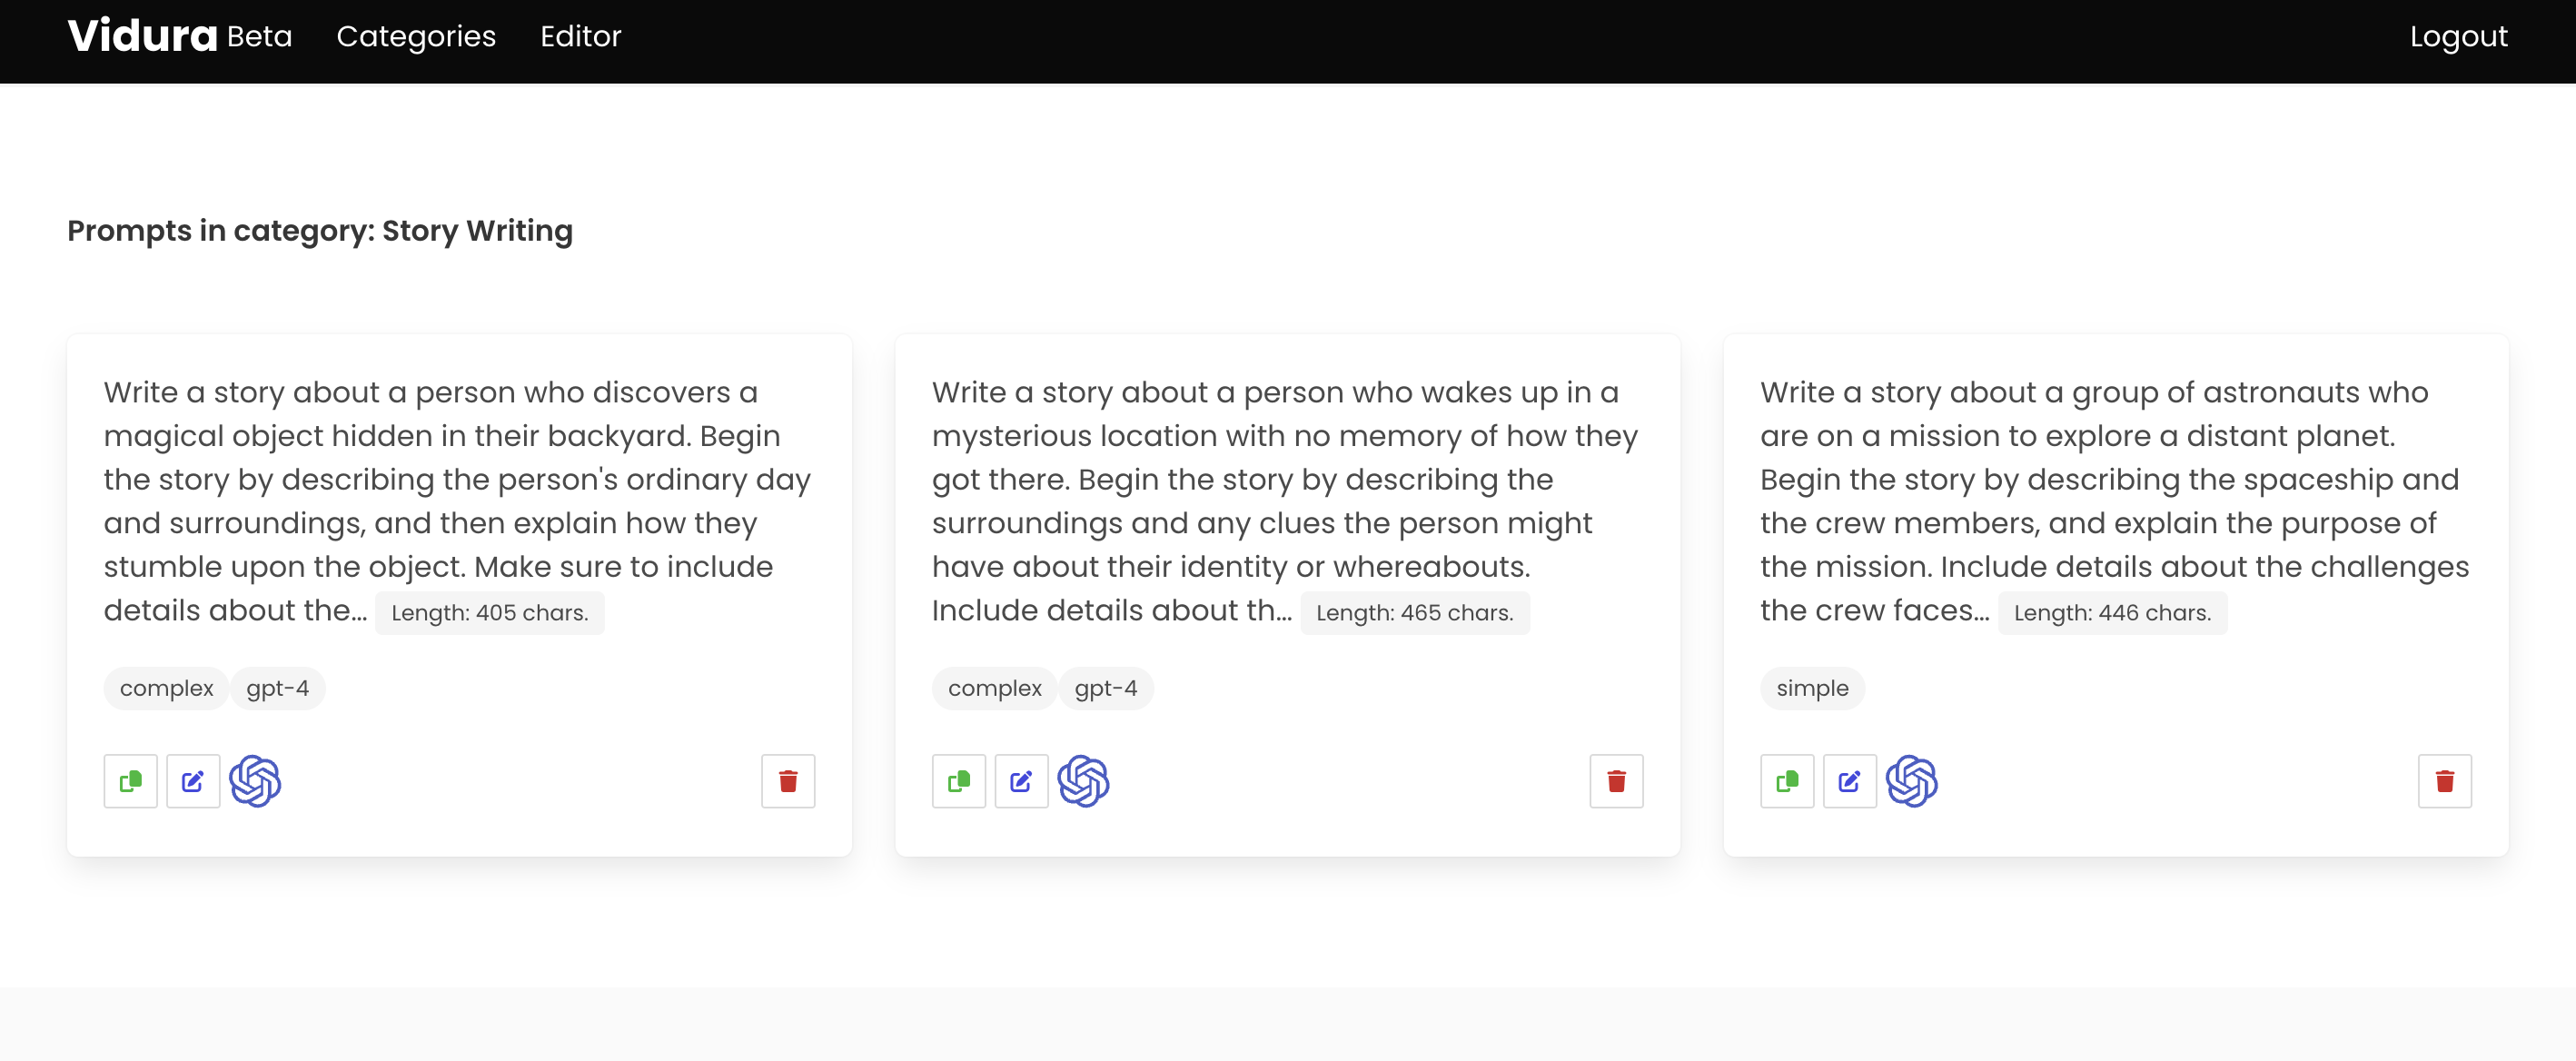 Vidura Beta Categories Editor Logout
Prompts in category: Story Writing
Write a story about a person who discovers a
magical object hidden in their backyard. Begin
the story by describing the person's ordinary day
and surroundings, and then explain how they
stumble upon the object. Make sure to include
details about the... Length: 405 chars.
complex gpt-4
Write a story about a person who wakes up in a
mysterious location with no memory of how they
got there. Begin the story by describing the
surroundings and any clues the person might
have about their identity or whereabouts.
Include details about th... Length: 465 chars.
complex gpt-4
Write a story about a group of astronauts who
are on a mission to explore a distant planet.
Begin the story by describing the spaceship and
the crew members, and explain the purpose of
the mission. Include details about the challenges
the crew faces... Length: 446 chars.
simple